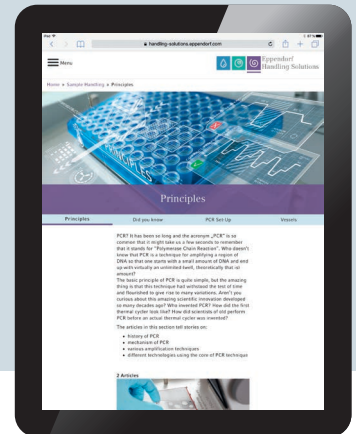 iPad
87%
handling-solutions.eppendorf.com
Menu
Eppendorf
Handling Solutions
Home » Sample Handling » Principles
Principles
Principles Did you know PCR Set Up Vessels
PCR? It has been so long and the acronym „PCR" is so
common that it might take us a few seconds to remember
that it stands for "Polymerase Chain Reaction". Who doesn't
know that PCR is a technique for amplifying a region of
DNA so that one starts with a small amount of DNA and end
up with virtually an unlimited (well, theoretically that is)
amount?
The basic principle of PCR is quite simple, but the amazing
thing is that this technique had withstood the test of time
and flourished to give rise to many variations. Aren't you
curious about this amazing scientific innovation developed
so many decades ago? Who invented PCR? How did the first
thermal cycler look like? How did scientists of old perform
PCR before an actual thermal cycler was invented?
The articles in this section tell stories on:
• history of PCR
• mechanism of PCR
• various amplification techniques
• different technologies using the core of PCR technique
2 Articles